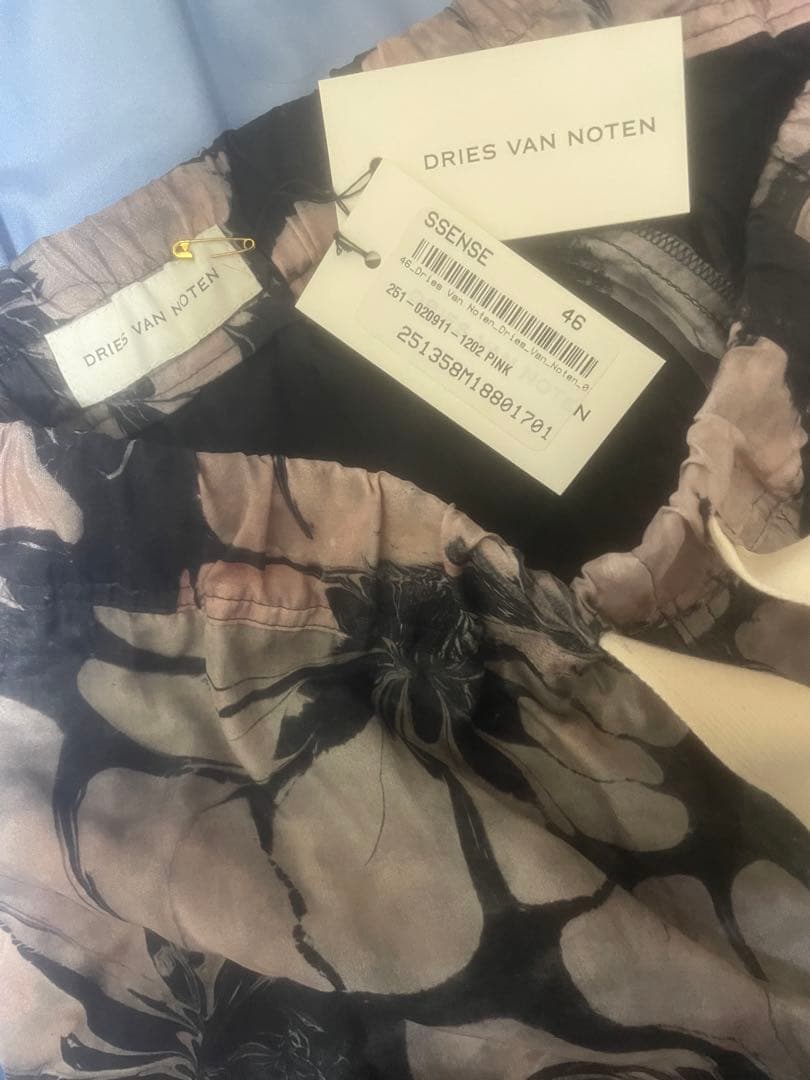 DRIES VAN NOTEN
DRIES VAN NOTEN
SSENSE
46
46_Dries Van Noten_Dries_Van_Noten_0
251-020911-1202 PINK
251358M18801701